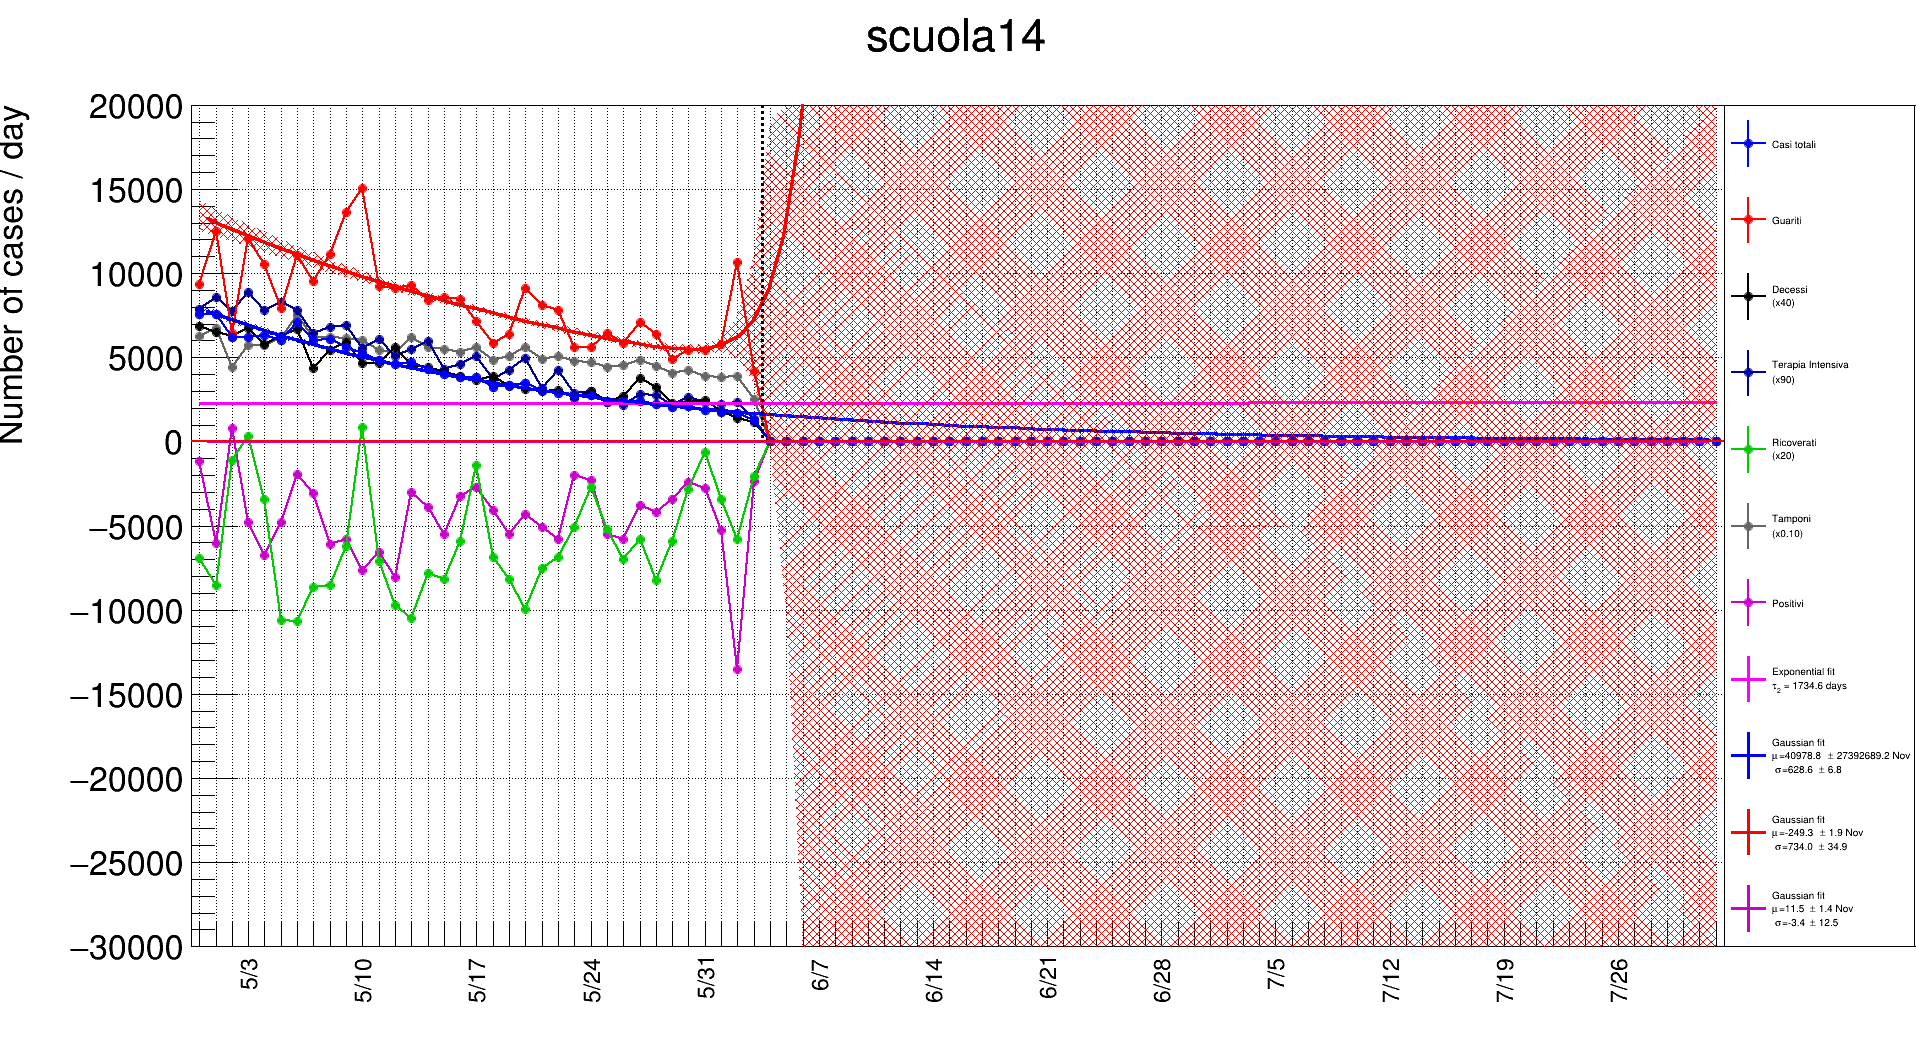 scuola14
Number of cases / day
20000
15000
10000
5000
0
−5000
−10000
−15000
−20000
−25000
−30000
5/3
5/10
5/17
5/24
5/31
6/7
6/14
6/21
6/28
7/5
7/12
7/19
7/26
Casi totali
Guariti
Decessi
(x40)
Terapia Intensiva
(x90)
Ricoverati
(x20)
Tamponi
(x0.10)
Positivi
Exponential fit
τ2 = 1734.6 days
Gaussian fit
μ=40978.8 ± 27392689.2 Nov
σ=628.6 ± 6.8
Gaussian fit
μ=-249.3 ± 1.9 Nov
σ=734.0 ± 34.9
Gaussian fit
μ=11.5 ± 1.4 Nov
σ=-3.4 ± 12.5